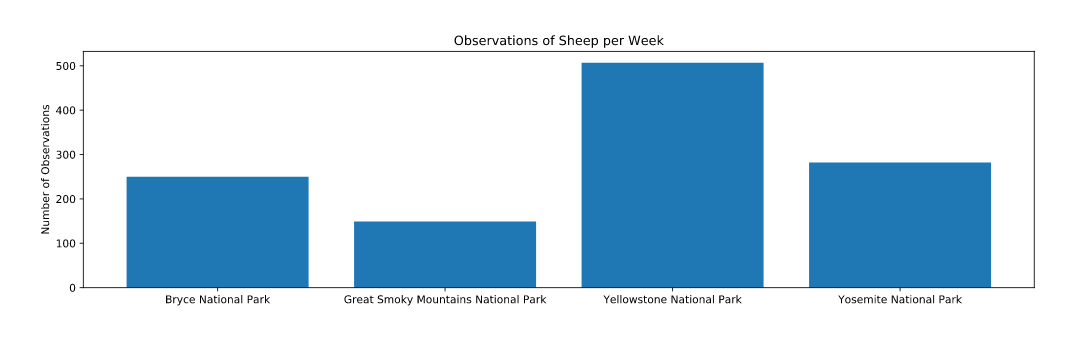 Observations of Sheep per Week
Number of Observations
500
400
300
200
100
0
Bryce National Park
Great Smoky Mountains National Park
Yellowstone National Park
Yosemite National Park